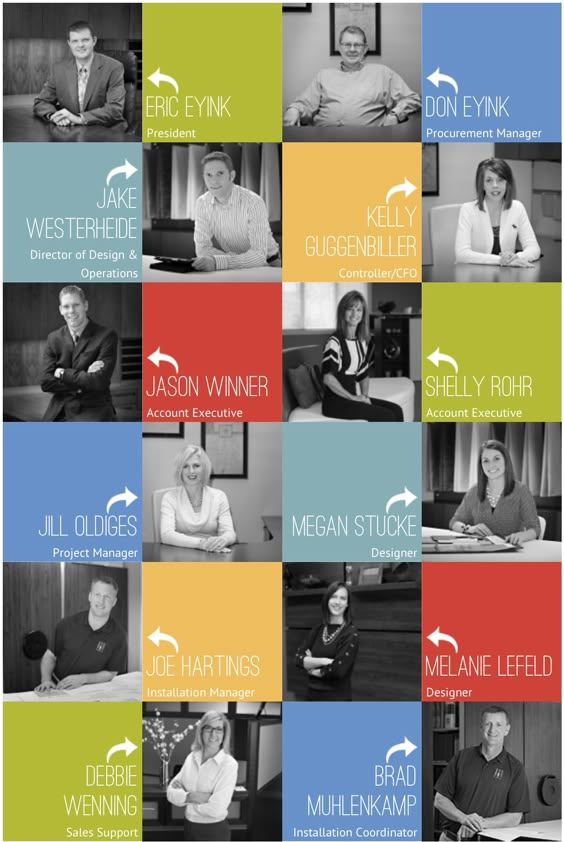 ERIC EYINK
President
DON EYINK
Procurement Manager
JAKE
WESTERHEIDE
Director of Design &
Operations
KELLY
GUGGENBILLER
Controller/CFO
JASON WINNER
Account Executive
SHELLY ROHR
Account Executive
JILL OLDIGES
Project Manager
MEGAN STUCKE
Designer
JOE HARTINGS
Installation Manager
MELANIE LEFELD
Designer
DEBBIE
WENNING
Sales Support
BRAD
MUHLENKAMP
Installation Coordinator